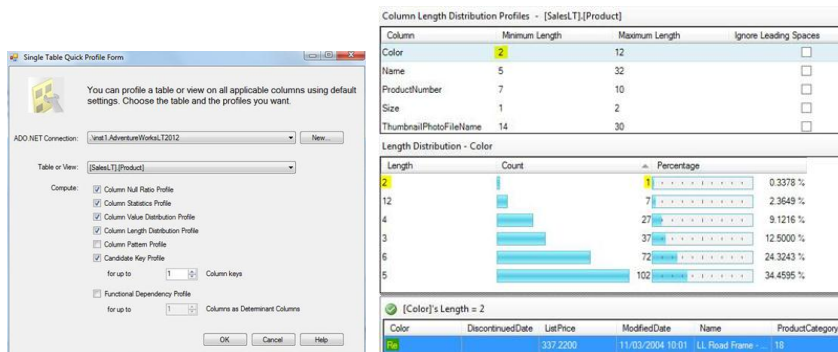 Single Table Quick Profile Form
You can profile a table or view on all applicable columns using default
settings. Choose the table and the profiles you want.
ADO.NET Connection: .\inst1.AdventureWorksLT2012 New...
Table or View: [SalesLT].[Product]
Compute: Column Null Ratio Profile
Column Statistics Profile
Column Value Distribution Profile
Column Length Distribution Profile
Column Pattern Profile
Candidate Key Profile
for up to 1 Column keys
Functional Dependency Profile
for up to 1 Columns as Determinant Columns
OK Cancel Help
Column Length Distribution Profiles - [SalesLT].[Product]
Column Minimum Length Maximum Length Ignore Leading Spaces
Color 2 12
Name 5 32
ProductNumber 7 10
Size 1 2
ThumbnailPhotoFileName 14 30
Length Distribution - Color
Length Count Percentage
2 1 0.3378 %
12 7 2.3649 %
4 27 9.1216 %
3 37 12.5000 %
6 72 24.3243 %
5 102 34.4595 %
[Color]'s Length = 2
Color DiscontinuedDate ListPrice ModifiedDate Name ProductCategory
Re 337.2200 11/03/2004 10:01 LL Road Frame - ... 18